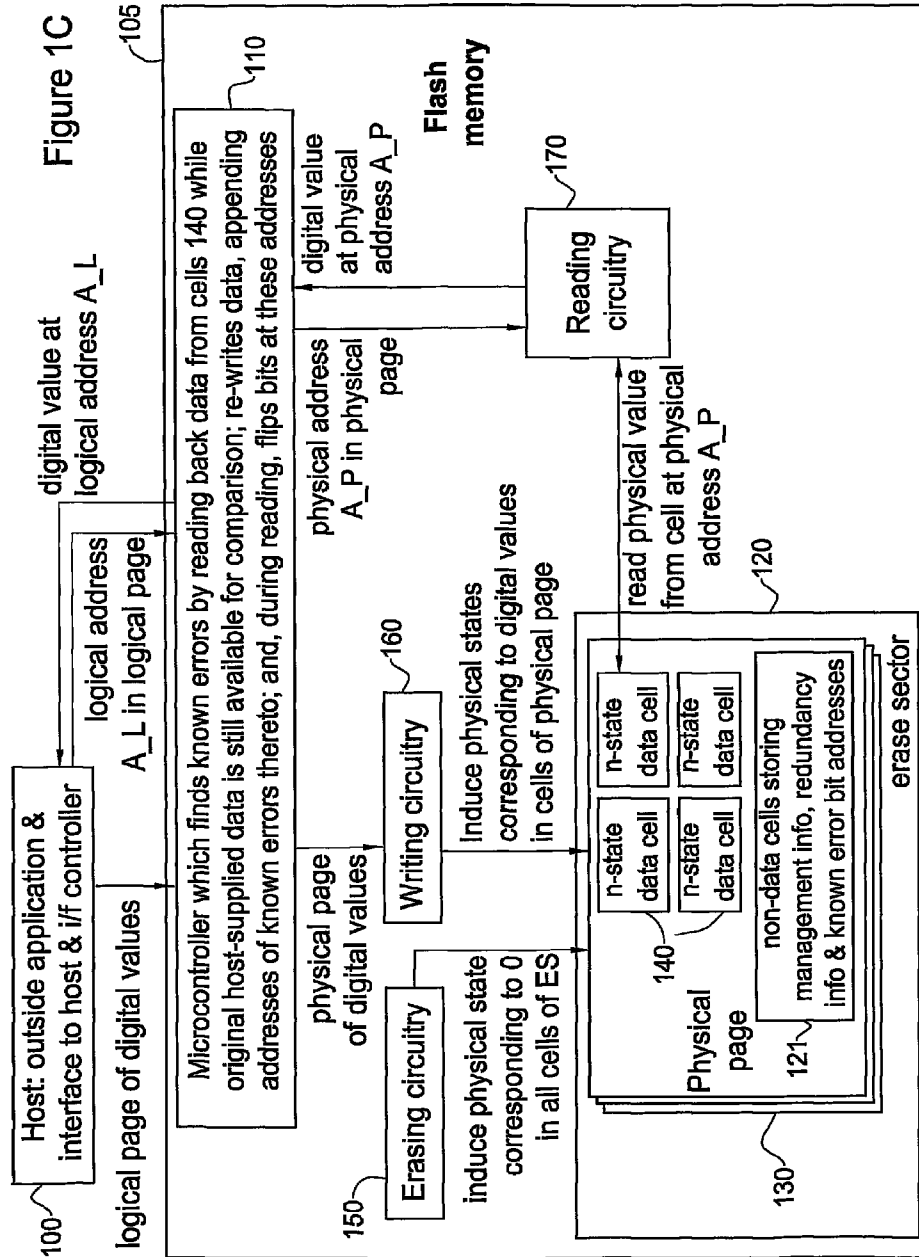 Figure 1C
100
Host: outside application &
interface to host & i/f controller
logical page of digital values
logical address
A_L in logical page
digital value at
logical address A_L
105
110
Microcontroller which finds known errors by reading back data from cells 140 while
original host-supplied data is still available for comparison; re-writes data, appending
addresses of known errors thereto; and, during reading, flips bits at these addresses
Flash
memory
physical page
of digital values
physical address
A_P in physical
page
digital value
at physical
address A_P
150
Erasing circuitry
160
Writing circuitry
170
Reading
circuitry
induce physical state
corresponding to 0
in all cells of ES
Induce physical states
corresponding to digital values
in cells of physical page
read physical value
from cell at physical
address A_P
120
130
Physical
page
140
n-state
data cell
n-state
data cell
n-state
data cell
n-state
data cell
121
non-data cells storing
management info, redundancy
info & known error bit addresses
erase sector